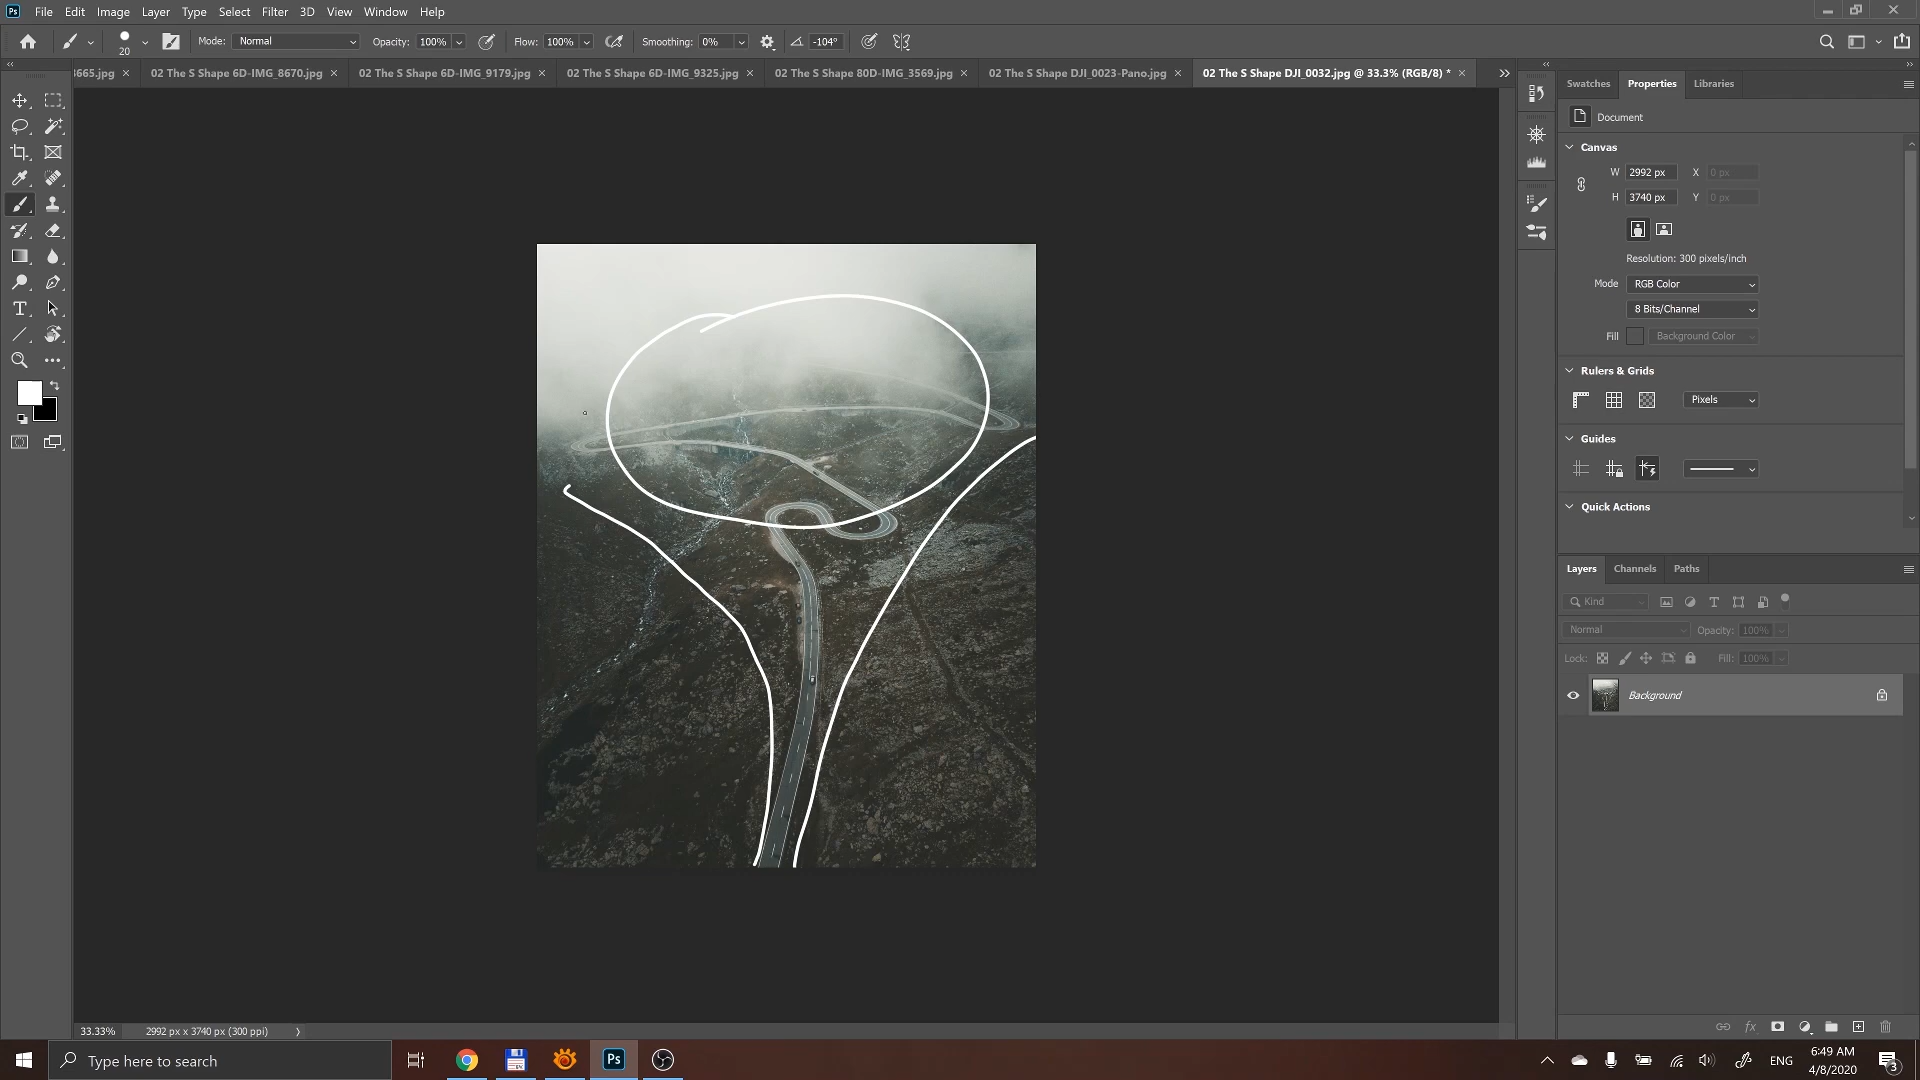 Ps File Edit Image Layer Type Select Filter 3D View Window Help
20 Mode: Normal Opacity: 100% Flow: 100% Smoothing: 0% -104°
3665.jpg × 02 The S Shape 6D-IMG_8670.jpg × 02 The S Shape 6D-IMG_9179.jpg × 02 The S Shape 6D-IMG_9325.jpg × 02 The S Shape 80D-IMG_3569.jpg × 02 The S Shape DJI_0023-Pano.jpg × 02 The S Shape DJI_0032.jpg @ 33.3% (RGB/8) * ×
Swatches Properties Libraries
Document
Canvas
W 2992 px X 0 px
H 3740 px Y 0 px
Resolution: 300 pixels/inch
Mode RGB Color
8 Bits/Channel
Fill Background Color
Rulers & Grids
Pixels
Guides
Quick Actions
Layers Channels Paths
Kind
Normal Opacity: 100%
Lock: Fill: 100%
Background
fx
33.33% 2992 px x 3740 px (300 ppi)
Type here to search
Ps
ENG
6:49 AM
4/8/2020
3